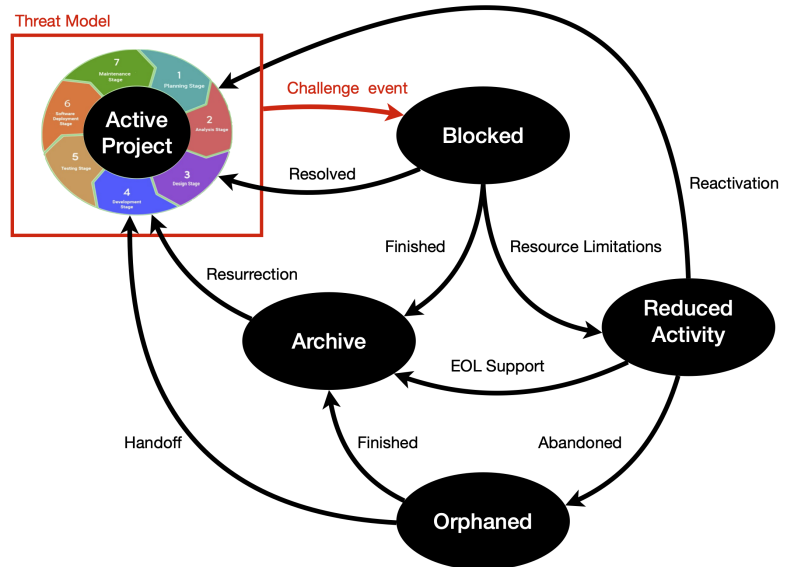 Threat Model
7
Maintenance
Stage
1
Planning Stage
6
Software
Deployment
Stage
2
Analysis Stage
Active
Project
5
Testing Stage
3
Design Stage
4
Development
Stage
Challenge event
Blocked
Resolved
Reactivation
Finished
Resource Limitations
Resurrection
Reduced
Activity
Archive
EOL Support
Handoff
Finished
Abandoned
Orphaned